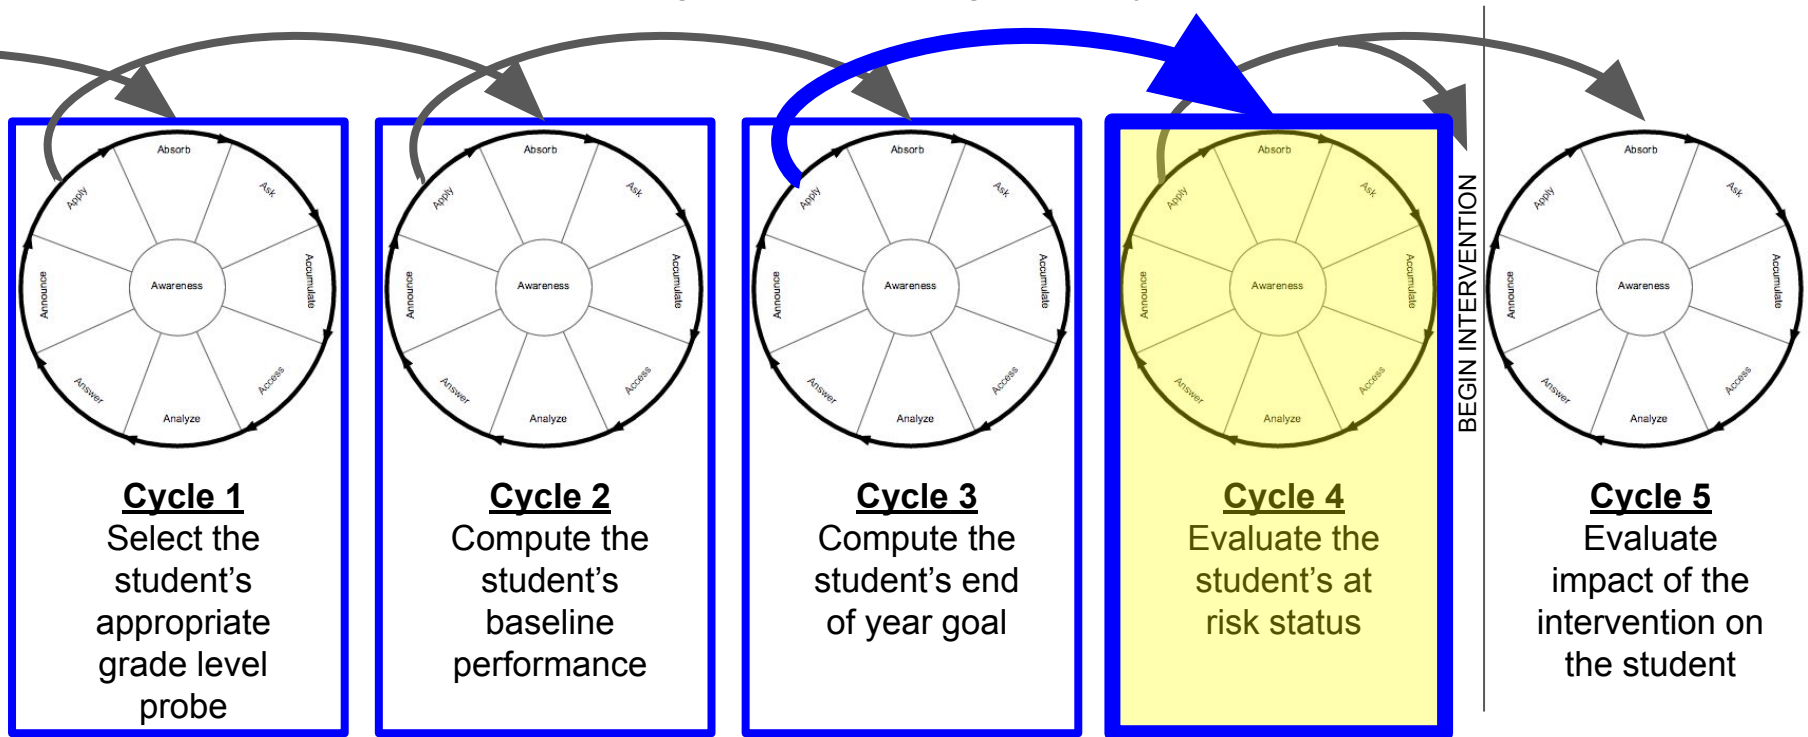 Absorb
Ask
Accumulate
Access
Analyze
Answer
Announce
Apply
Awareness
Cycle 1
Select the
student’s
appropriate
grade level
probe
Absorb
Ask
Accumulate
Access
Analyze
Answer
Announce
Apply
Awareness
Cycle 2
Compute the
student’s
baseline
performance
Absorb
Ask
Accumulate
Access
Analyze
Answer
Announce
Apply
Awareness
Cycle 3
Compute the
student’s end
of year goal
Absorb
Ask
Accumulate
Access
Analyze
Answer
Announce
Apply
Awareness
Cycle 4
Evaluate the
student’s at
risk status
BEGIN INTERVENTION
Absorb
Ask
Accumulate
Access
Analyze
Answer
Announce
Apply
Awareness
Cycle 5
Evaluate
impact of the
intervention on
the student